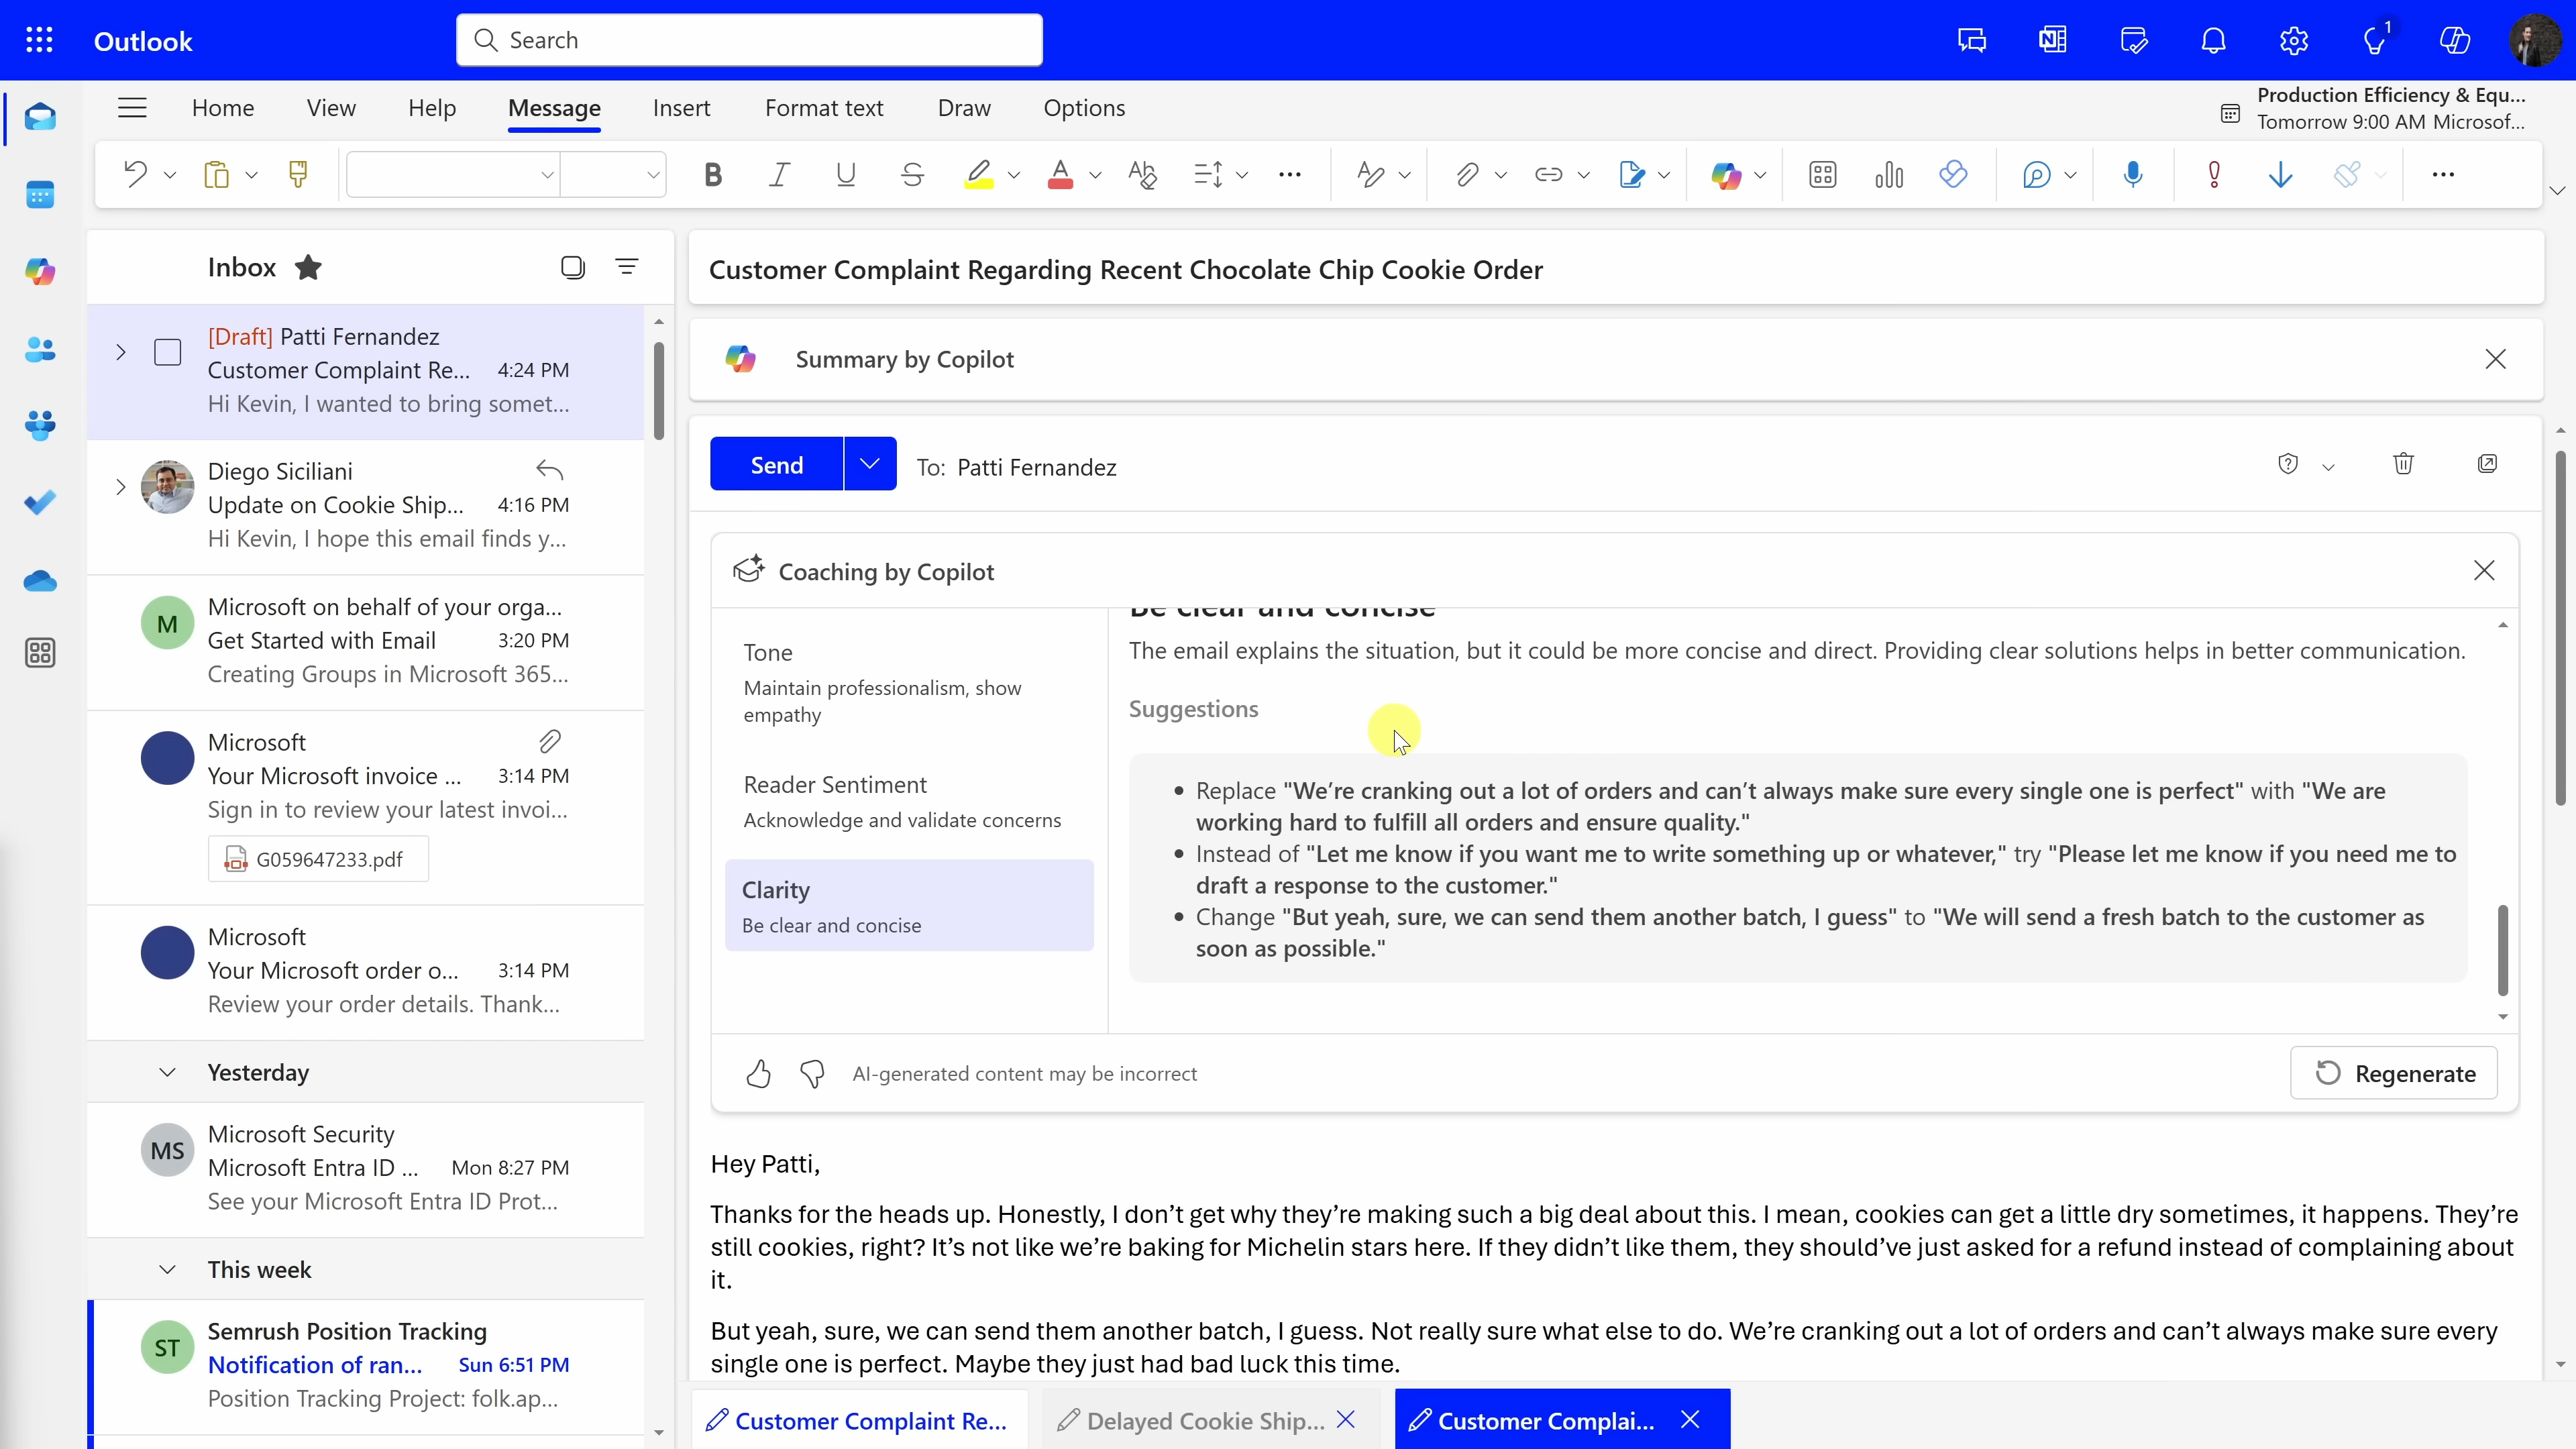 Outlook
Search
1
Home
View
Help
Message
Insert
Format text
Draw
Options
Production Efficiency & Equ...
Tomorrow 9:00 AM Microsof...
Inbox
[Draft] Patti Fernandez
Customer Complaint Re...
4:24 PM
Hi Kevin, I wanted to bring somet...
Diego Siciliani
Update on Cookie Ship...
4:16 PM
Hi Kevin, I hope this email finds y...
M
Microsoft on behalf of your orga...
Get Started with Email
3:20 PM
Creating Groups in Microsoft 365...
Microsoft
Your Microsoft invoice ...
3:14 PM
Sign in to review your latest invoi...
G059647233.pdf
Microsoft
Your Microsoft order o...
3:14 PM
Review your order details. Thank...
Yesterday
MS
Microsoft Security
Microsoft Entra ID ...
Mon 8:27 PM
See your Microsoft Entra ID Prot...
This week
ST
Semrush Position Tracking
Notification of ran...
Sun 6:51 PM
Position Tracking Project: folk.ap...
Customer Complaint Regarding Recent Chocolate Chip Cookie Order
Summary by Copilot
Send
To: Patti Fernandez
Coaching by Copilot
Tone
Maintain professionalism, show
empathy
Reader Sentiment
Acknowledge and validate concerns
Clarity
Be clear and concise
Be clear and concise
The email explains the situation, but it could be more concise and direct. Providing clear solutions helps in better communication.
Suggestions
• Replace "We’re cranking out a lot of orders and can’t always make sure every single one is perfect" with "We are
working hard to fulfill all orders and ensure quality."
• Instead of "Let me know if you want me to write something up or whatever," try "Please let me know if you need me to
draft a response to the customer."
• Change "But yeah, sure, we can send them another batch, I guess" to "We will send a fresh batch to the customer as
soon as possible."
AI-generated content may be incorrect
Regenerate
Hey Patti,
Thanks for the heads up. Honestly, I don’t get why they’re making such a big deal about this. I mean, cookies can get a little dry sometimes, it happens. They’re
still cookies, right? It’s not like we’re baking for Michelin stars here. If they didn’t like them, they should’ve just asked for a refund instead of complaining about
it.
But yeah, sure, we can send them another batch, I guess. Not really sure what else to do. We’re cranking out a lot of orders and can’t always make sure every
single one is perfect. Maybe they just had bad luck this time.
Customer Complaint Re...
Delayed Cookie Ship...
Customer Complai...